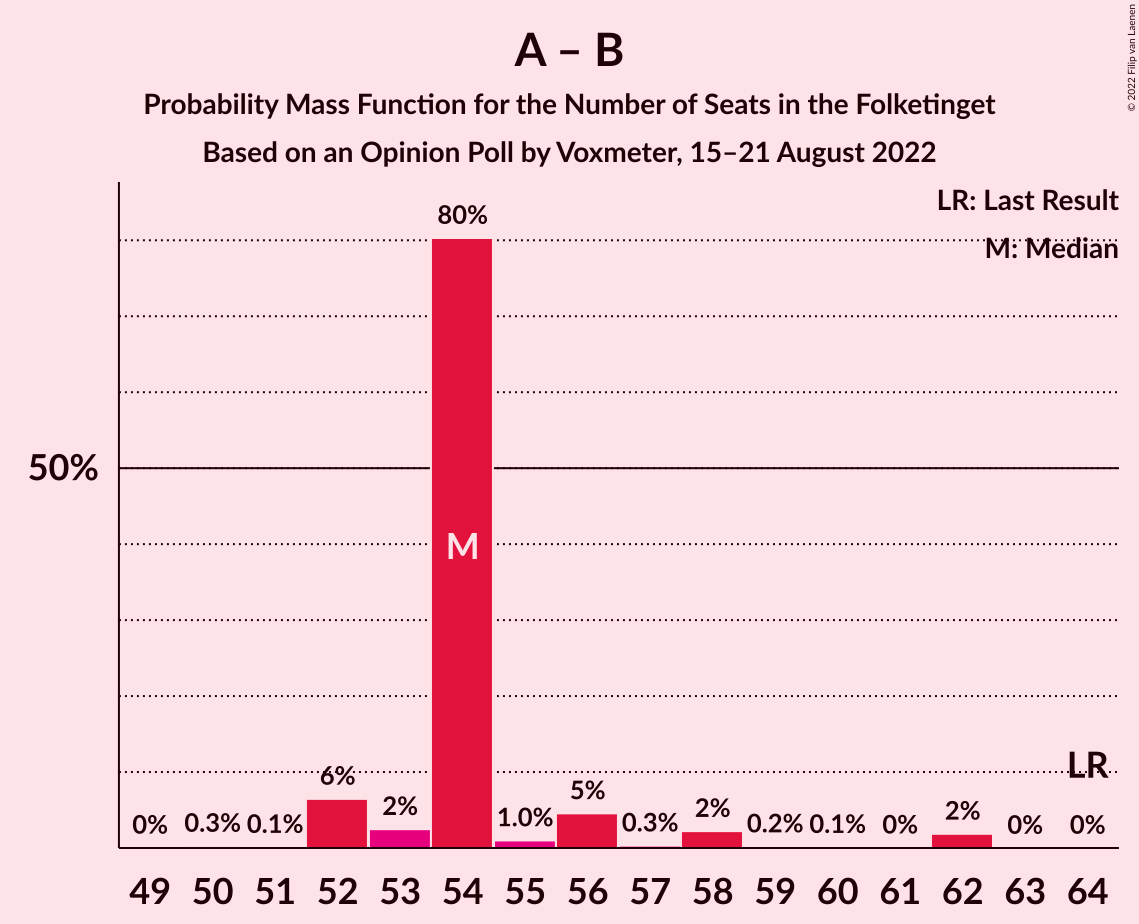 A – B
Probability Mass Function for the Number of Seats in the Folketinget
Based on an Opinion Poll by Voxmeter, 15–21 August 2022
© 2022 Filip van Laenen
LR: Last Result
M: Median
50%
0% 0.3% 0.1% 6% 2% 80% 1.0% 5% 0.3% 2% 0.2% 0.1% 0% 2% 0% 0%
M
LR
49 50 51 52 53 54 55 56 57 58 59 60 61 62 63 64